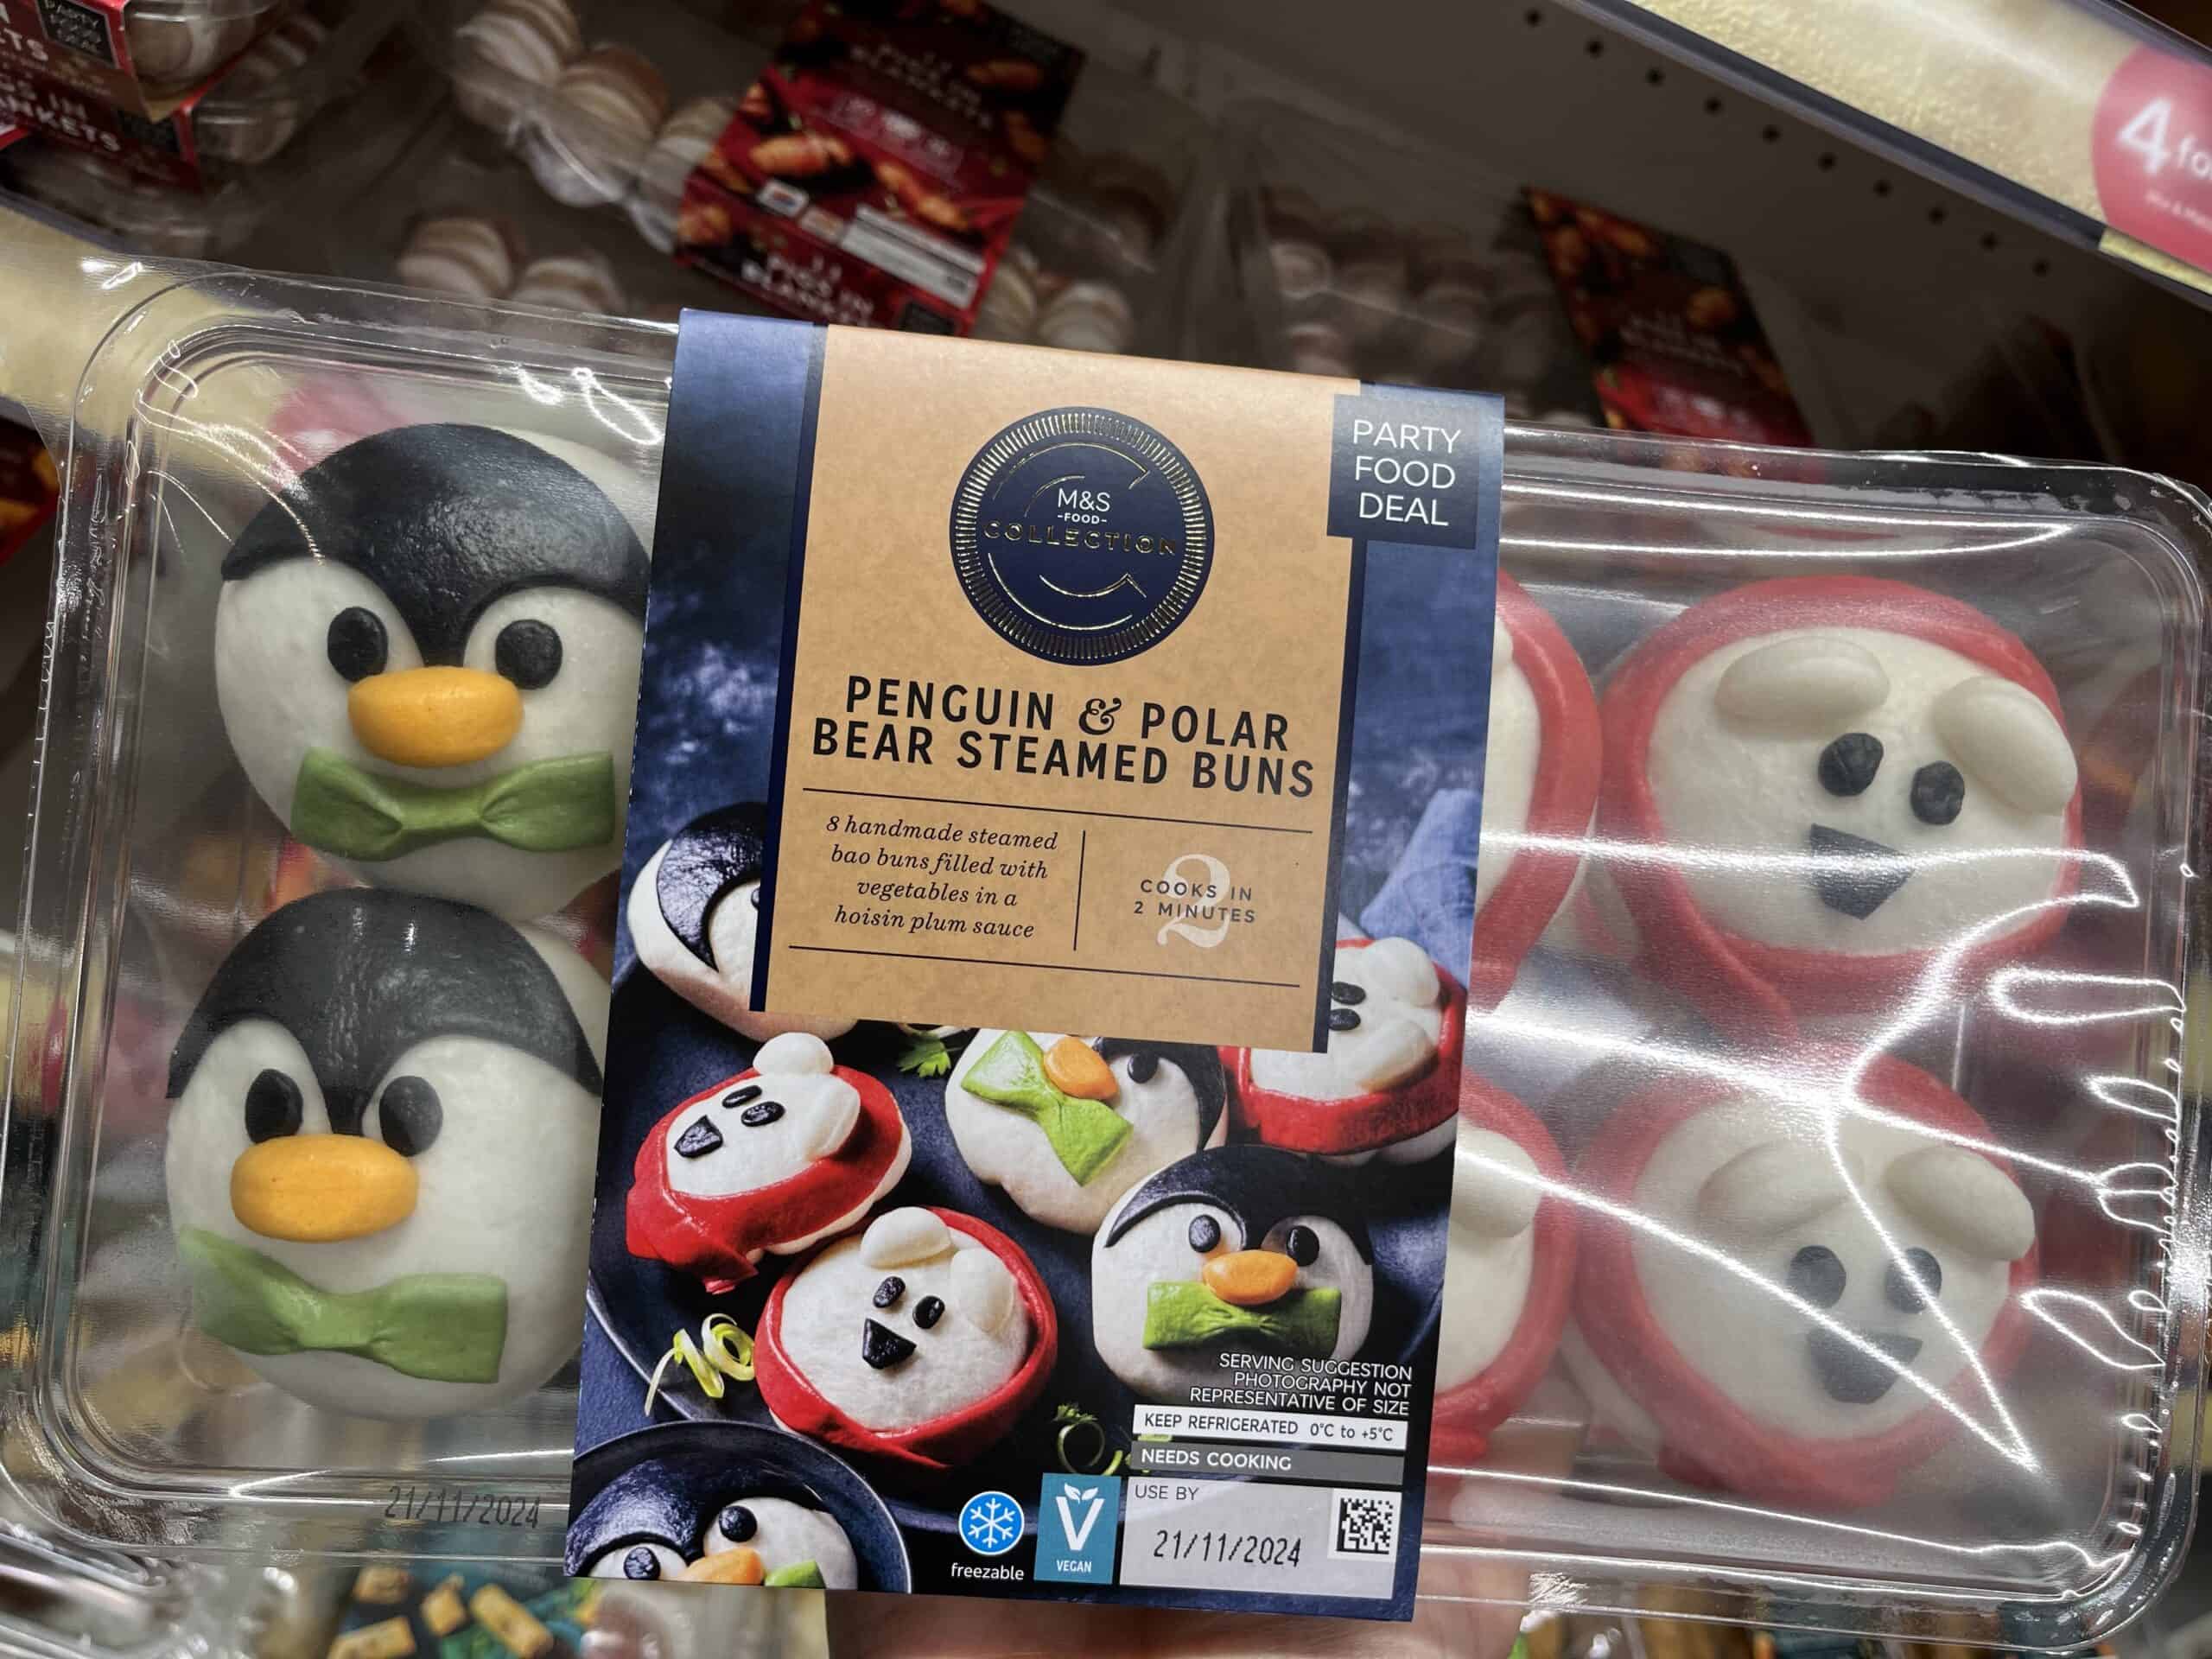 M&S
-FOOD-
COLLECTION
PARTY
FOOD
DEAL
PENGUIN & POLAR
BEAR STEAMED BUNS
8 handmade steamed
bao buns filled with
vegetables in a
hoisin plum sauce
2
COOKS IN
2 MINUTES
SERVING SUGGESTION
PHOTOGRAPHY NOT
REPRESENTATIVE OF SIZE
KEEP REFRIGERATED 0°C to +5°C
NEEDS COOKING
USE BY
21/11/2024
freezable
V
VEGAN
21/11/2024
4 for
PIGS IN